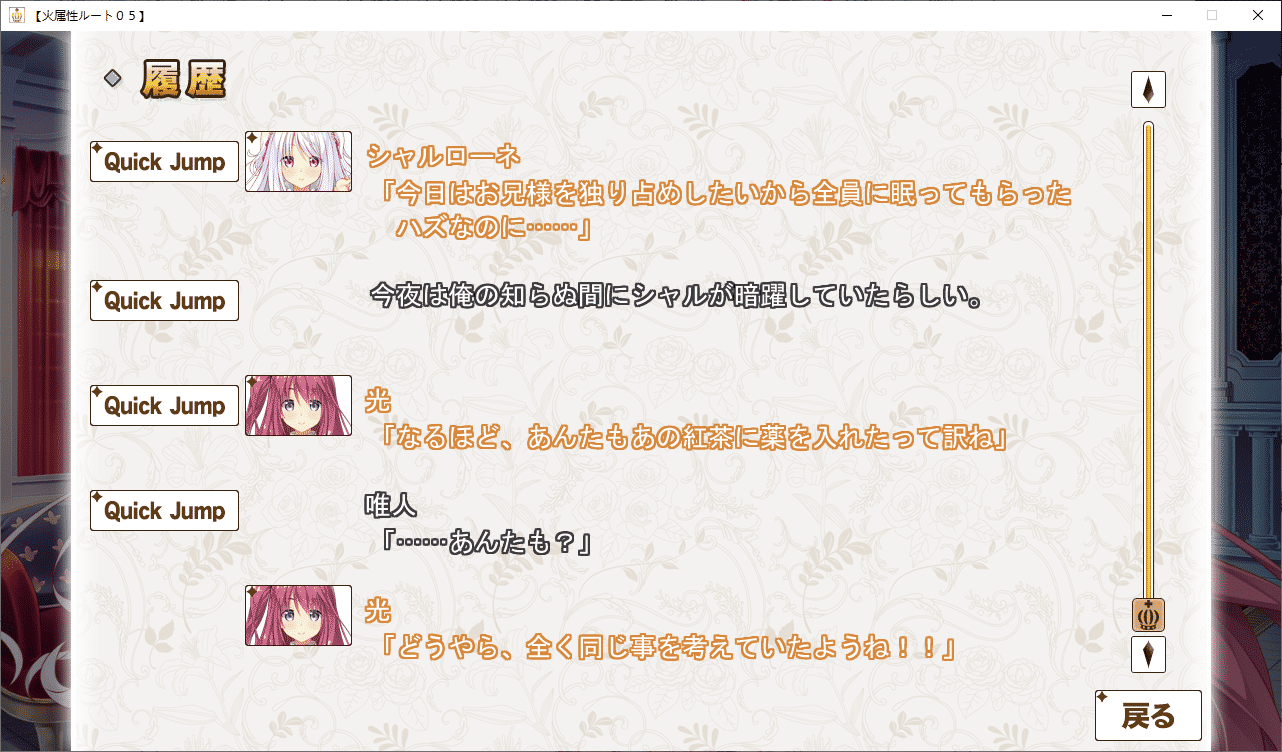 【火属性ルート０５】
履歴
Quick Jump
シャルローネ
「今日はお兄様を独り占めしたいから全員に眠ってもらった
ハズなのに……」
Quick Jump
今夜は俺の知らぬ間にシャルが暗躍していたらしい。
Quick Jump
光
「なるほど、あんたもあの紅茶に薬を入れたって訳ね」
Quick Jump
唯人
「……あんたも？」
光
「どうやら、全く同じ事を考えていたようね！！」
戻る